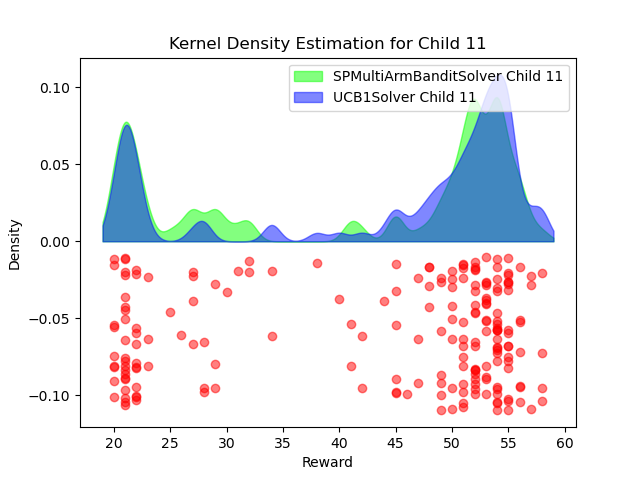 Kernel Density Estimation for Child 11
SPMultiArmBanditSolver Child 11
UCB1Solver Child 11
0.10
0.05
0.00
−0.05
−0.10
Density
20 25 30 35 40 45 50 55 60
Reward